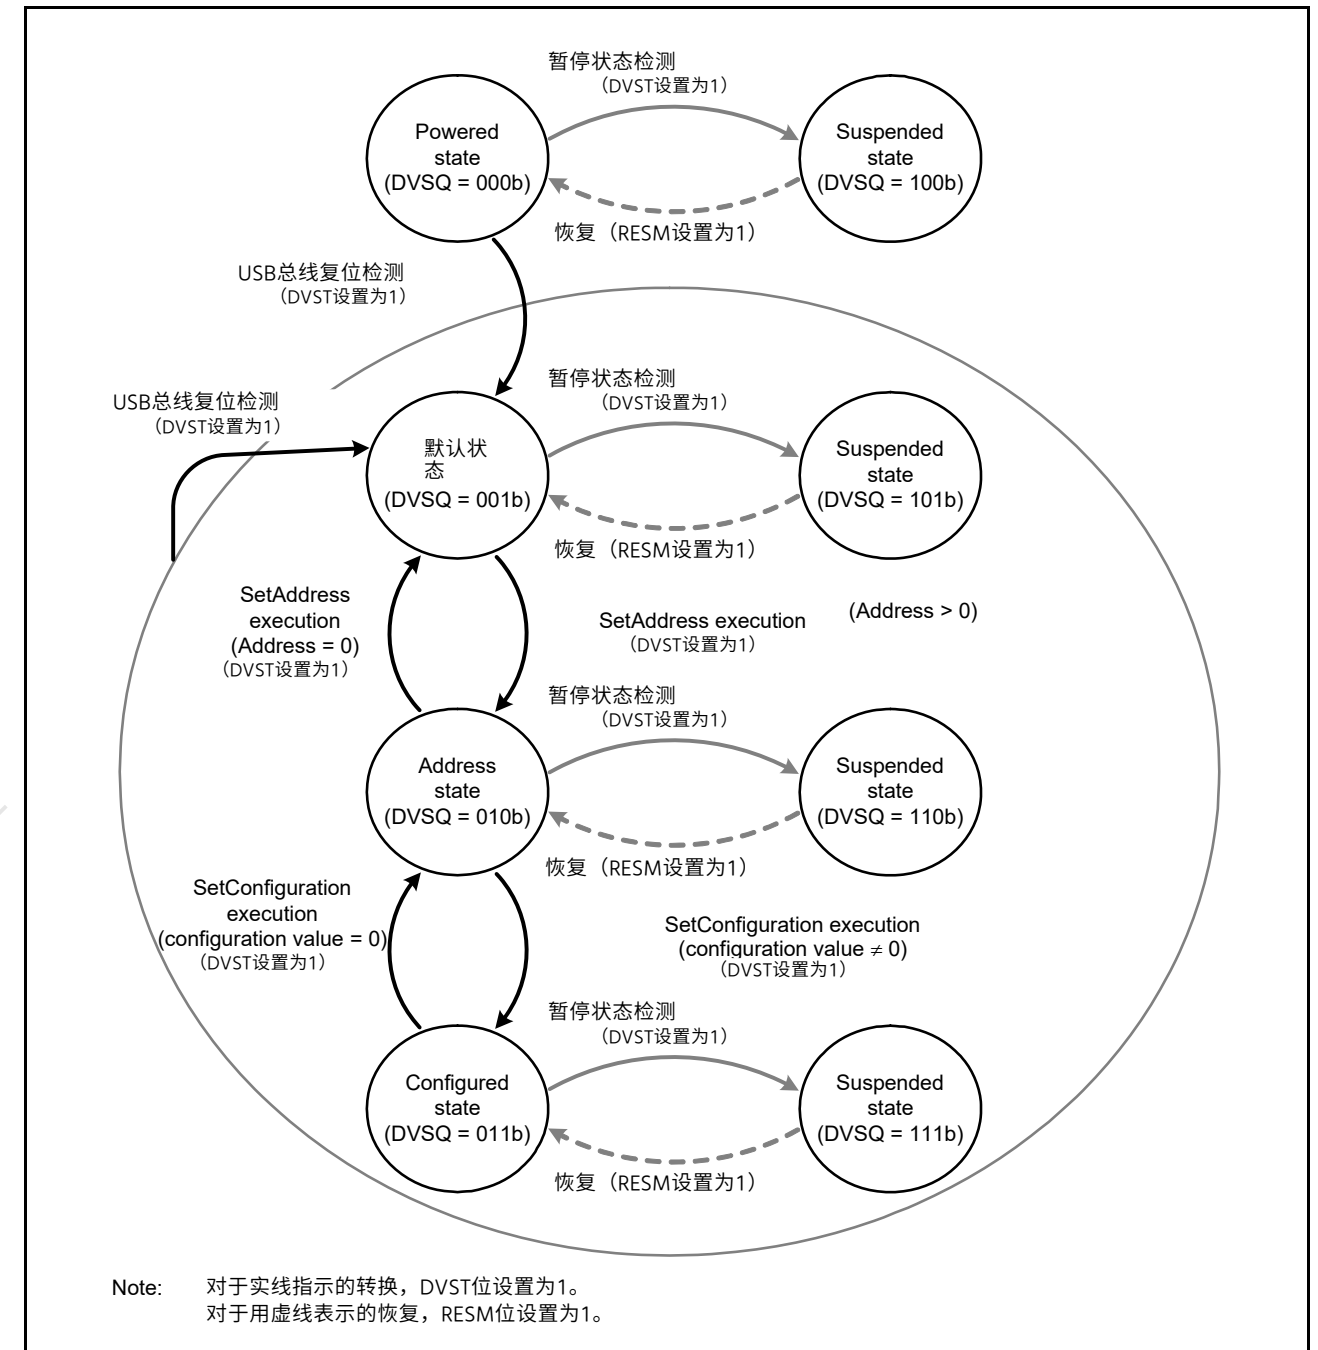 暂停状态检测
（DVST设置为1）
Powered
state
(DVSQ = 000b)
Suspended
state
(DVSQ = 100b)
恢复（RESM设置为1）
USB总线复位检测
（DVST设置为1）
暂停状态检测
（DVST设置为1）
USB总线复位检测
（DVST设置为1）
默认状
态
(DVSQ = 001b)
Suspended
state
(DVSQ = 101b)
恢复（RESM设置为1）
SetAddress
execution
(Address = 0)
（DVST设置为1）
SetAddress execution
（DVST设置为1）
(Address > 0)
暂停状态检测
（DVST设置为1）
Address
state
(DVSQ = 010b)
Suspended
state
(DVSQ = 110b)
恢复（RESM设置为1）
SetConfiguration
execution
(configuration value = 0)
（DVST设置为1）
SetConfiguration execution
(configuration value ≠ 0)
（DVST设置为1）
暂停状态检测
（DVST设置为1）
Configured
state
(DVSQ = 011b)
Suspended
state
(DVSQ = 111b)
恢复（RESM设置为1）
Note: 对于实线指示的转换，DVST位设置为1。
对于用虚线表示的恢复，RESM位设置为1。